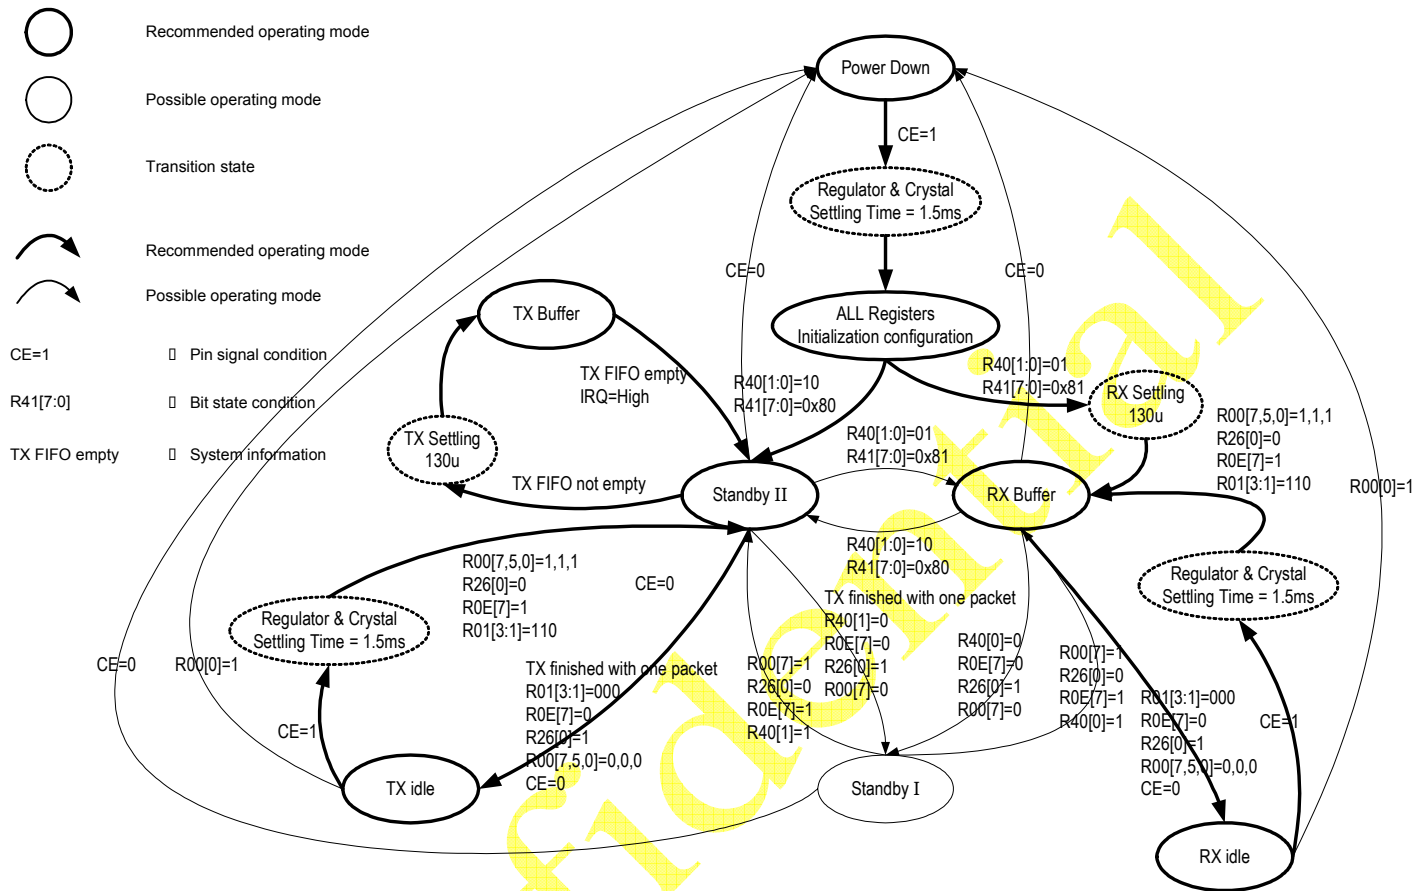 Recommended operating mode
Possible operating mode
Transition state
Recommended operating mode
Possible operating mode
CE=1 Pin signal condition
R41[7:0] Bit state condition
TX FIFO empty System information
Power Down
CE=1
Regulator & Crystal
Settling Time = 1.5ms
CE=0
CE=0
ALL Registers
Initialization configuration
TX Buffer
TX FIFO empty
IRQ=High
R40[1:0]=10
R41[7:0]=0x80
R40[1:0]=01
R41[7:0]=0x81
RX Settling
130u
TX Settling
130u
R00[7,5,0]=1,1,1
R26[0]=0
R0E[7]=1
R01[3:1]=110
R40[1:0]=01
R41[7:0]=0x81
TX FIFO not empty
Standby II
RX Buffer
R00[0]=1
R40[1:0]=10
R41[7:0]=0x80
R00[7,5,0]=1,1,1
R26[0]=0
R0E[7]=1
R01[3:1]=110
CE=0
Regulator & Crystal
Settling Time = 1.5ms
Regulator & Crystal
Settling Time = 1.5ms
TX finished with one packet
R40[1]=0
R0E[7]=0
R26[0]=1
R00[7]=0
R40[0]=0
R0E[7]=0
R26[0]=1
R00[7]=0
R00[7]=1
R26[0]=0
R0E[7]=1
R40[0]=1
R00[7]=1
R26[0]=0
R0E[7]=1
R40[1]=1
CE=0
R00[0]=1
TX finished with one packet
R01[3:1]=000
R0E[7]=0
R26[0]=1
R00[7,5,0]=0,0,0
CE=0
R01[3:1]=000
R0E[7]=0
R26[0]=1
R00[7,5,0]=0,0,0
CE=0
CE=1
CE=1
TX idle
Standby I
RX idle
fidential